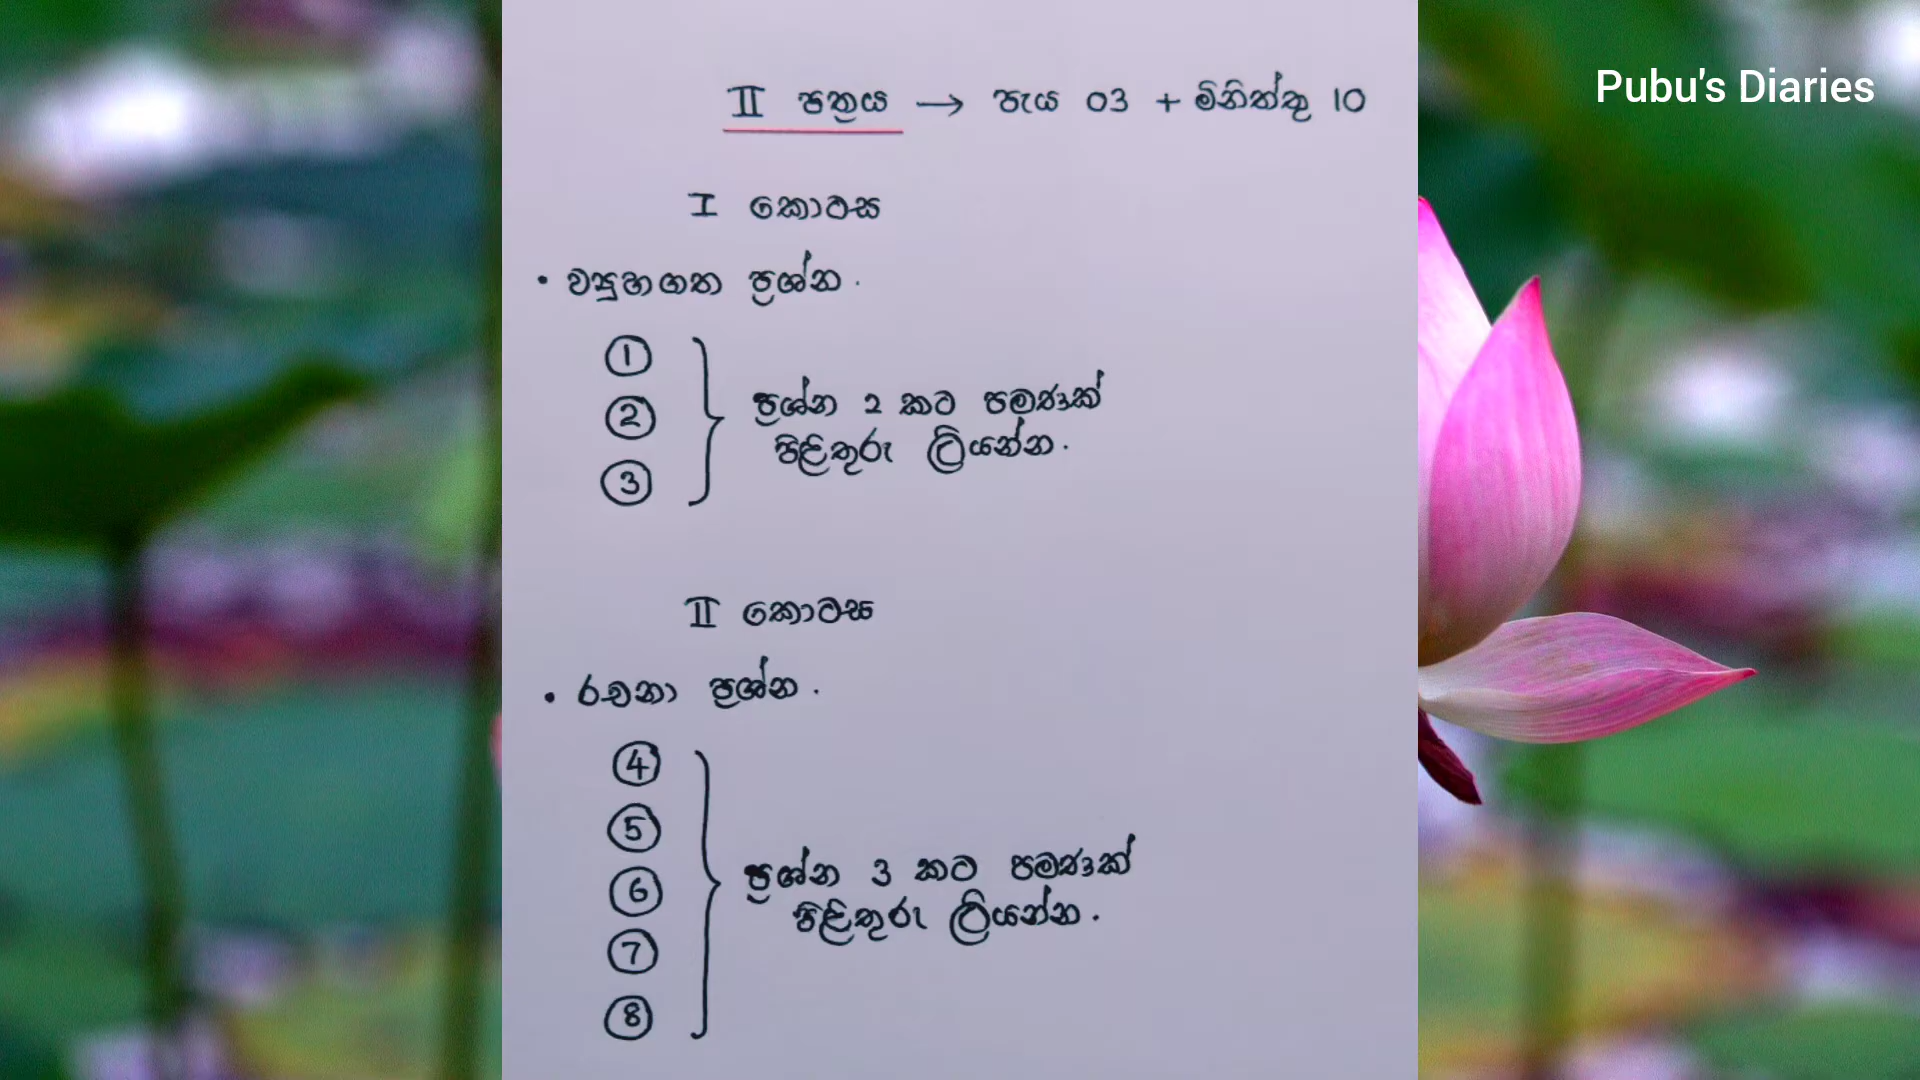 Pubu's Diaries
II පත්‍රය → පැය 03 + මිනිත්තු 10
I කොටස
• ව්‍යුහගත ප්‍රශ්න.
①
②
③
ප්‍රශ්න 2 කට පමණක්
පිළිතුරු ලියන්න.
II කොටස
• රචනා ප්‍රශ්න.
④
⑤
⑥
⑦
⑧
ප්‍රශ්න 3 කට පමණක්
පිළිතුරු ලියන්න.